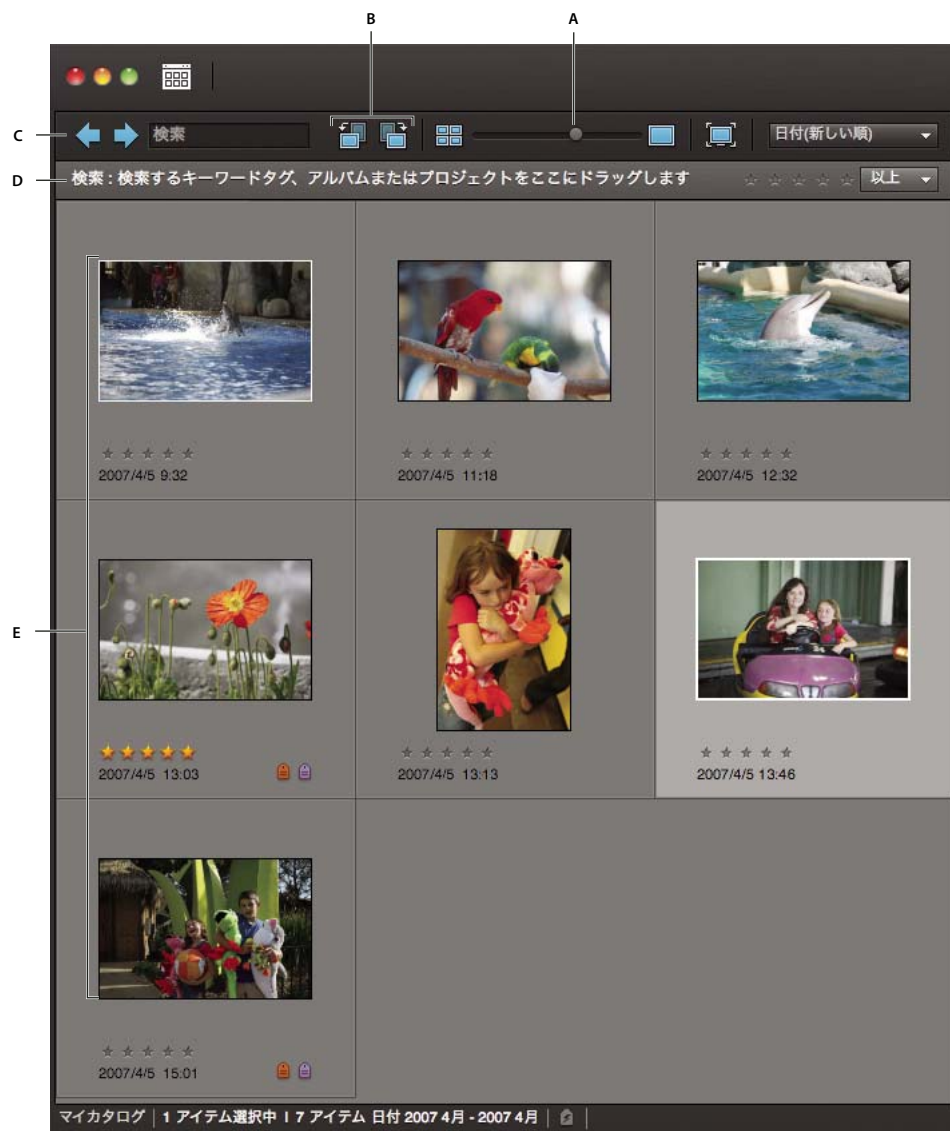 B A
C 検索 日付(新しい順)
D 検索 : 検索するキーワードタグ、アルバムまたはプロジェクトをここにドラッグします 以上
2007/4/5 9:32
2007/4/5 11:18
2007/4/5 12:32
E
2007/4/5 13:03
2007/4/5 13:13
2007/4/5 13:46
2007/4/5 15:01
マイカタログ | 1 アイテム選択中 | 7 アイテム 日付 2007 4月 - 2007 4月